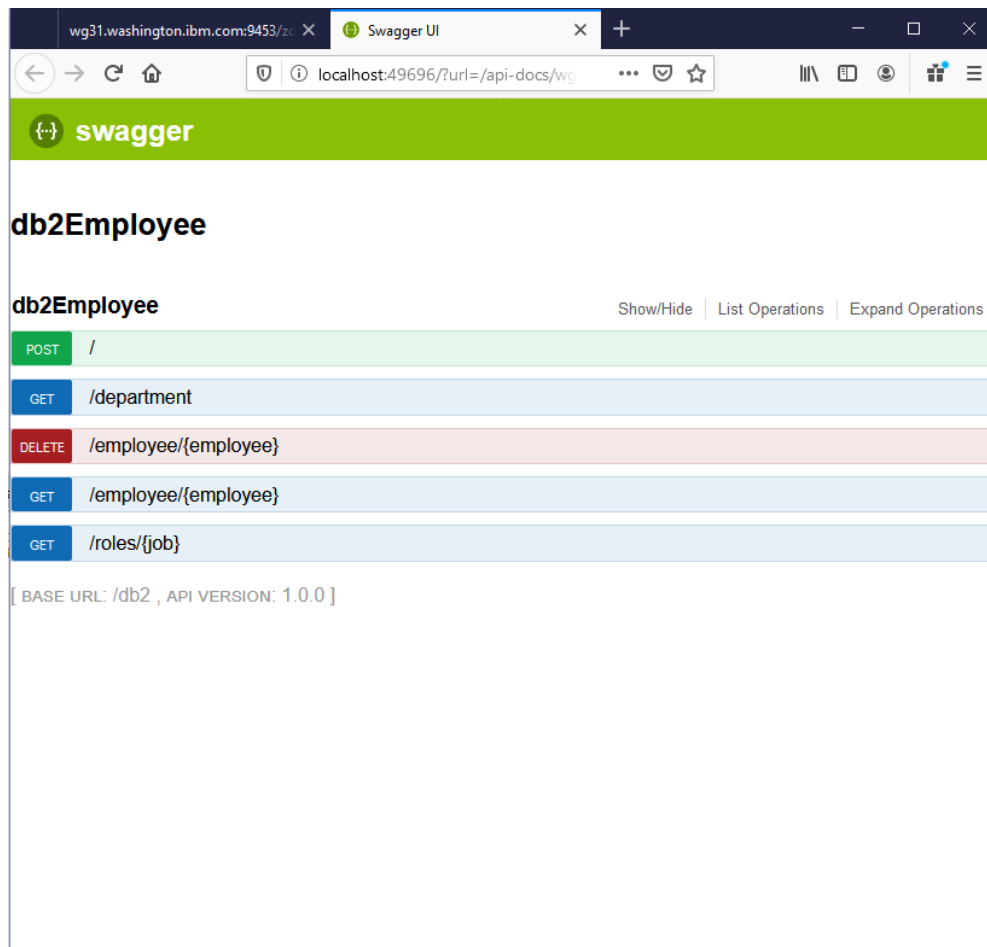 wg31.washington.ibm.com:9453/zo
Swagger UI
localhost:49696/?url=/api-docs/wg
{··} swagger
db2Employee
db2Employee Show/Hide List Operations Expand Operations
POST /
GET /department
DELETE /employee/{employee}
GET /employee/{employee}
GET /roles/{job}
[ BASE URL: /db2 , API VERSION: 1.0.0 ]